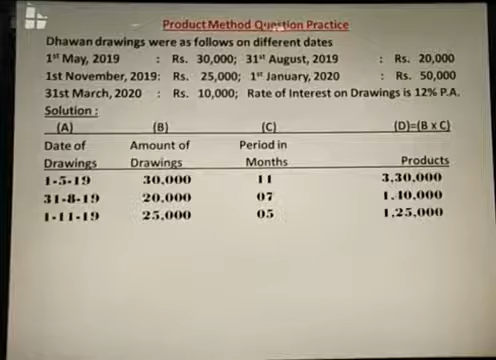 Product Method Question Practice
Dhawan drawings were as follows on different dates
1st May, 2019 : Rs. 30,000; 31st August, 2019 : Rs. 20,000
1st November, 2019: Rs. 25,000; 1st January, 2020 : Rs. 50,000
31st March, 2020 : Rs. 10,000; Rate of Interest on Drawings is 12% P.A.
Solution :
(A) (B) (C) (D)=(B x C)
Date of Amount of Period in
Drawings Drawings Months Products
1-5-19 30,000 11 3,30,000
31-8-19 20,000 07 1,40,000
1-11-19 25,000 05 1,25,000